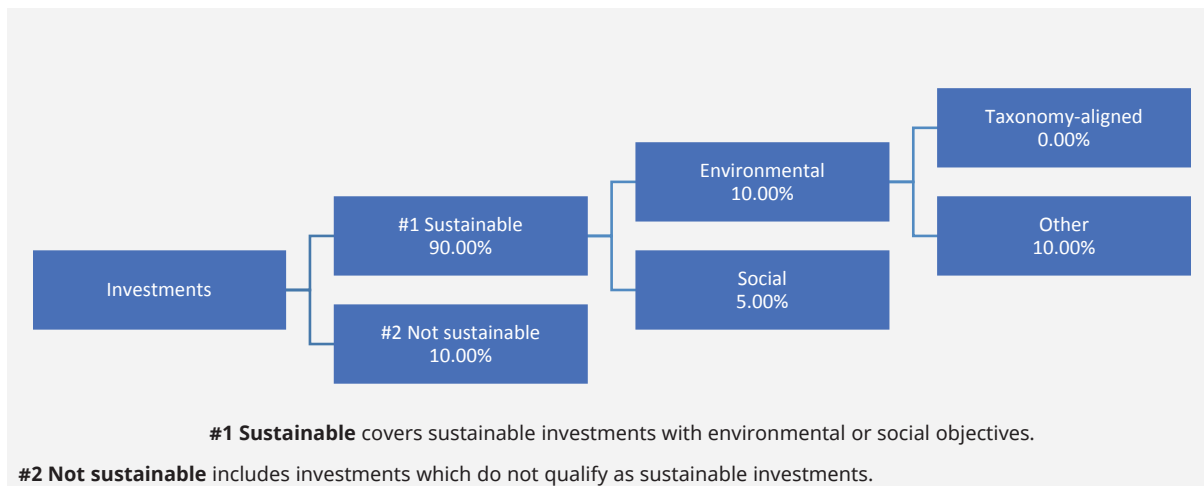 Investments
#1 Sustainable
90.00%
#2 Not sustainable
10.00%
Environmental
10.00%
Social
5.00%
Taxonomy-aligned
0.00%
Other
10.00%
#1 Sustainable covers sustainable investments with environmental or social objectives.
#2 Not sustainable includes investments which do not qualify as sustainable investments.